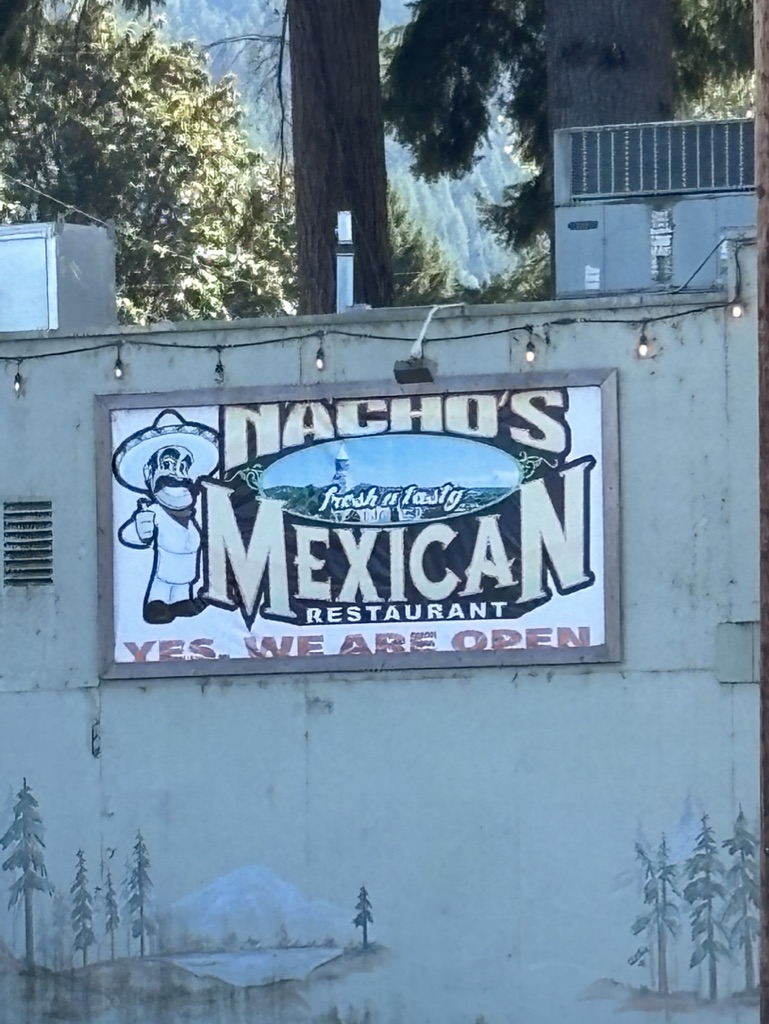 NACHO'S
fresh n tasty
MEXICAN
RESTAURANT
YES, WE ARE OPEN